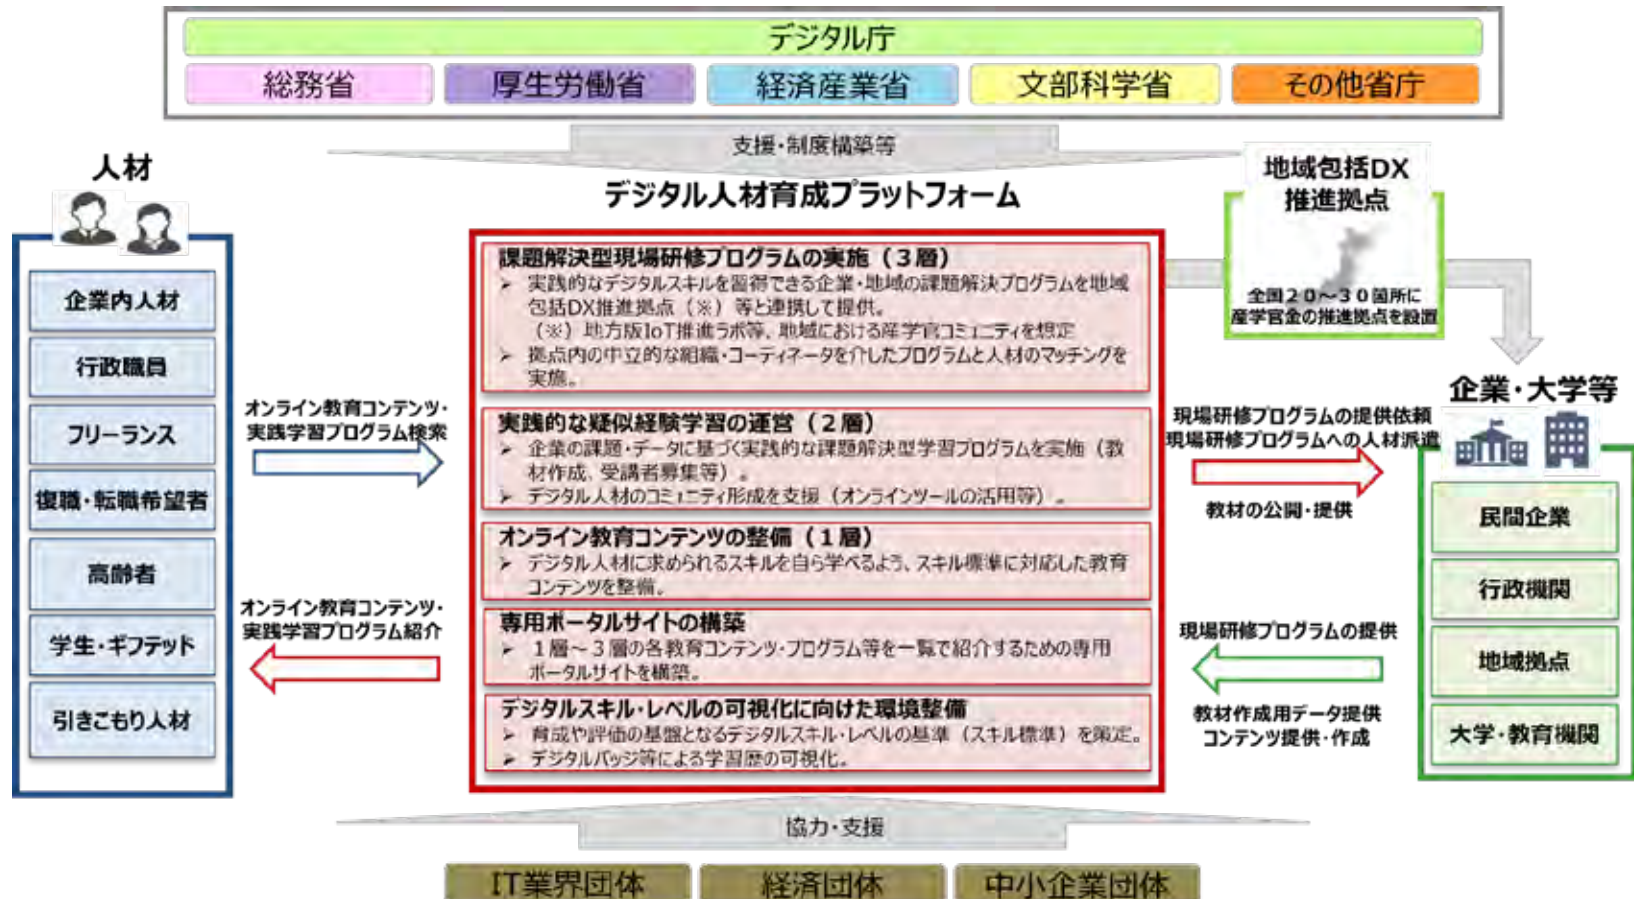 デジタル庁
総務省
厚生労働省
経済産業省
文部科学省
その他省庁
支援・制度構築等
人材
企業内人材
行政職員
フリーランス
復職・転職希望者
高齢者
学生・ギフテッド
引きこもり人材
オンライン教育コンテンツ・
実践学習プログラム検索
オンライン教育コンテンツ・
実践学習プログラム紹介
デジタル人材育成プラットフォーム
課題解決型現場研修プログラムの実施（３層）
➢ 実践的なデジタルスキルを習得できる企業・地域の課題解決プログラムを地域
包括DX推進拠点（※）等と連携して提供。
（※）地方版IoT推進ラボ等、地域における産学官コミュニティを想定
➢ 拠点内の中立的な組織・コーディネータを介したプログラムと人材のマッチングを
実施。
実践的な疑似経験学習の運営（２層）
➢ 企業の課題・データに基づく実践的な課題解決型学習プログラムを実施（教
材作成、受講者募集等）。
➢ デジタル人材のコミュニティ形成を支援（オンラインツールの活用等）。
オンライン教育コンテンツの整備（１層）
➢ デジタル人材に求められるスキルを自ら学べるよう、スキル標準に対応した教育
コンテンツを整備。
専用ポータルサイトの構築
➢ １層～３層の各教育コンテンツ・プログラム等を一覧で紹介するための専用
ポータルサイトを構築。
デジタルスキル・レベルの可視化に向けた環境整備
➢ 育成や評価の基盤となるデジタルスキル・レベルの基準（スキル標準）を策定。
➢ デジタルバッジ等による学習歴の可視化。
地域包括DX
推進拠点
全国２０～３０箇所に
産学官金の推進拠点を設置
現場研修プログラムの提供依頼
現場研修プログラムへの人材派遣
教材の公開・提供
現場研修プログラムの提供
教材作成用データ提供
コンテンツ提供・作成
企業・大学等
民間企業
行政機関
地域拠点
大学・教育機関
協力・支援
IT業界団体
経済団体
中小企業団体